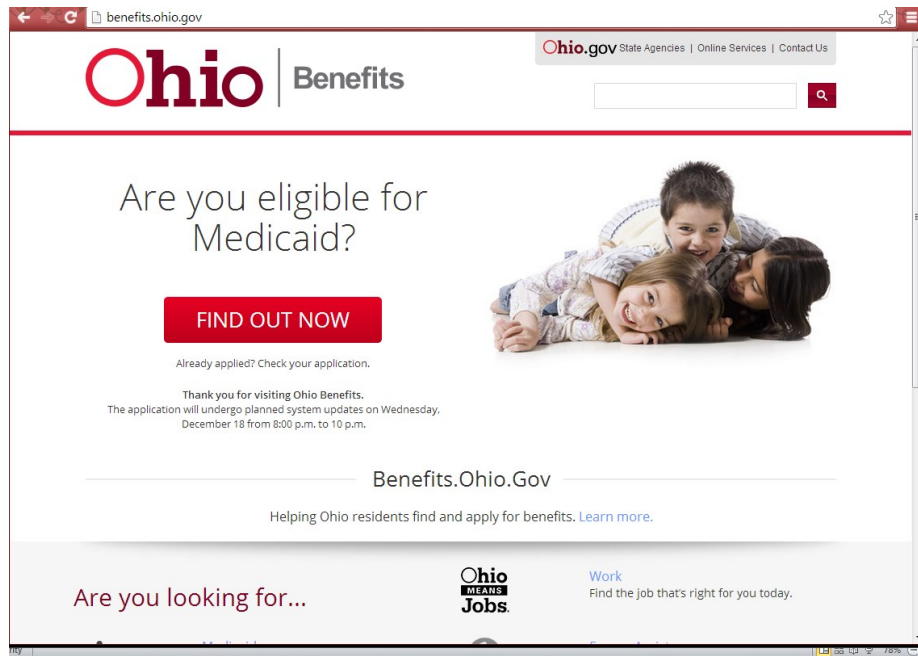 benefits.ohio.gov
Ohio.gov State Agencies | Online Services | Contact Us
Ohio Benefits
Are you eligible for
Medicaid?
FIND OUT NOW
Already applied? Check your application.
Thank you for visiting Ohio Benefits.
The application will undergo planned system updates on Wednesday,
December 18 from 8:00 p.m. to 10 p.m.
Benefits.Ohio.Gov
Helping Ohio residents find and apply for benefits. Learn more.
Are you looking for...
Ohio
MEANS
Jobs.
Work
Find the job that's right for you today.
78%